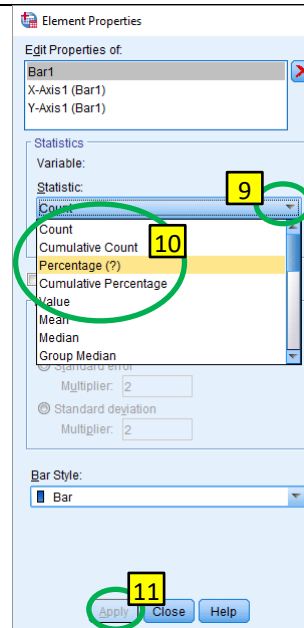 Element Properties
Edit Properties of:
Bar1
X-Axis1 (Bar1)
Y-Axis1 (Bar1)
Statistics
Variable:
Statistic:
9
Count
Count
10
Cumulative Count
Percentage (?)
Cumulative Percentage
Value
Mean
Median
Group Median
Standard error
Multiplier: 2
Standard deviation
Multiplier: 2
Bar Style:
Bar
11
Apply Close Help